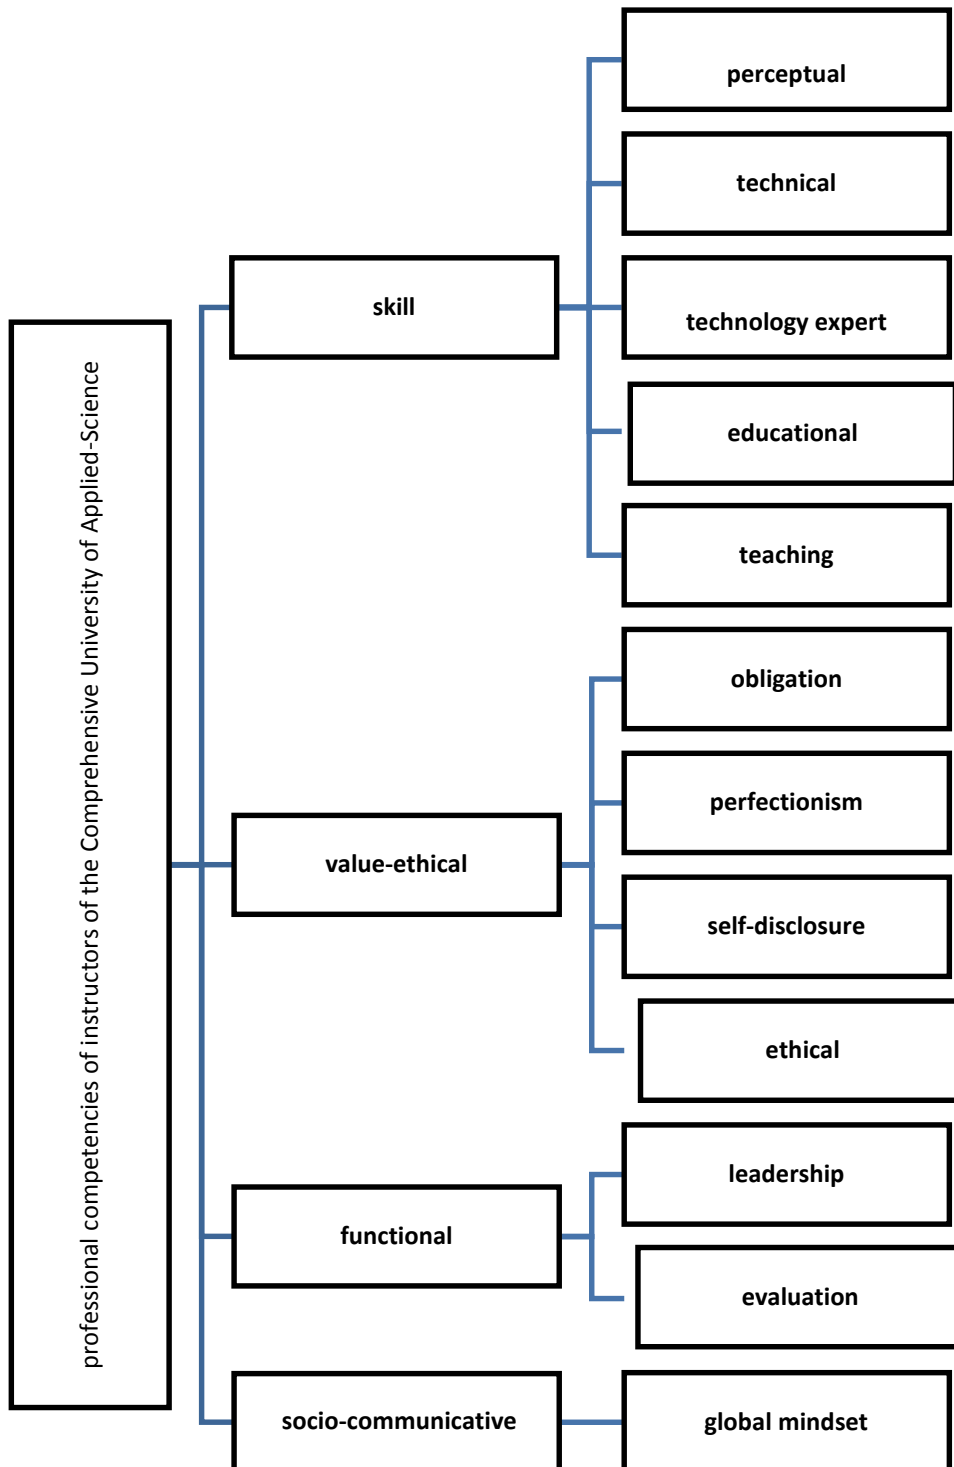 professional competencies of instructors of the Comprehensive University of Applied-Science
skill
perceptual
technical
technology expert
educational
teaching
value-ethical
obligation
perfectionism
self-disclosure
ethical
functional
leadership
evaluation
socio-communicative
global mindset